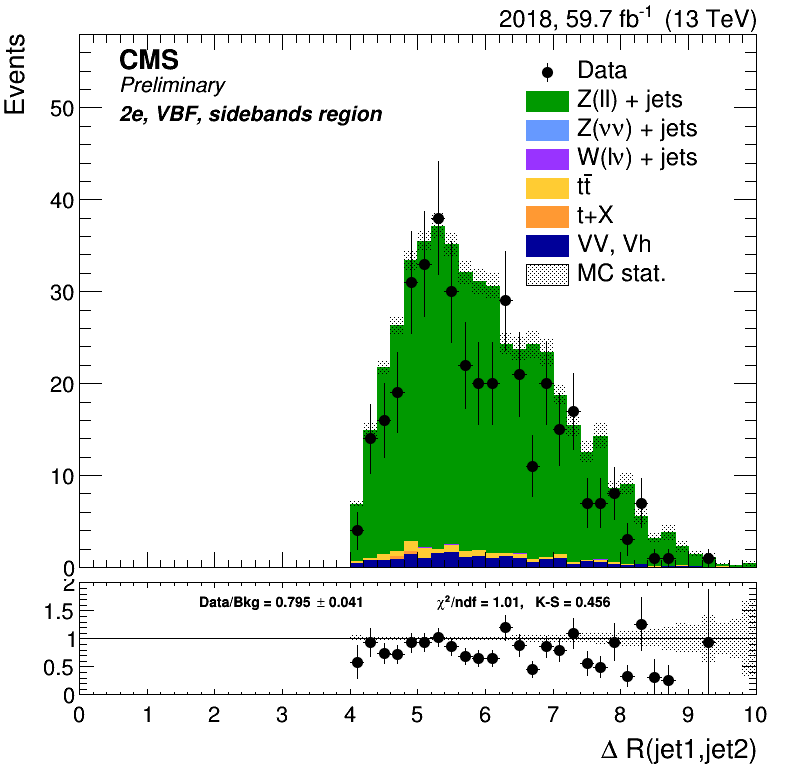 2018, 59.7 fb⁻¹ (13 TeV)
Events
CMS
Preliminary
2e, VBF, sidebands region
Data
Z(ll) + jets
Z(νν) + jets
W(lν) + jets
tt̄
t+X
VV, Vh
MC stat.
50
40
30
20
10
0
2
1.5
1
0.5
0
Data/Bkg = 0.795 ± 0.041
χ²/ndf = 1.01, K-S = 0.456
0 1 2 3 4 5 6 7 8 9 10
Δ R(jet1,jet2)